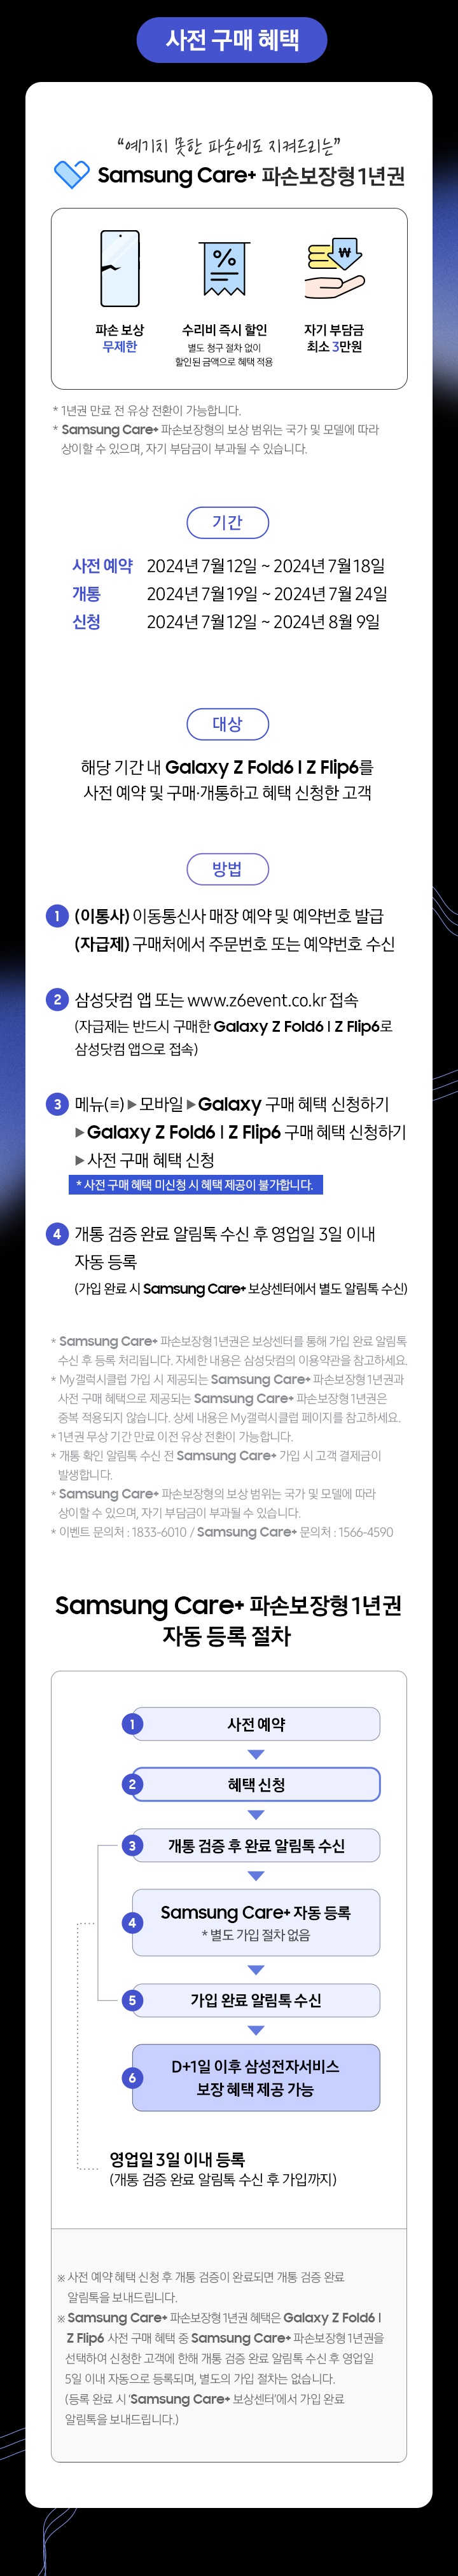 사전 구매 혜택
“예기치 못한 파손에도 지켜드리는”
Samsung Care+ 파손보장형 1년권
파손 보상
무제한
수리비 즉시 할인
별도 청구 절차 없이
할인된 금액으로 혜택 적용
자기 부담금
최소 3만원
* 1년권 만료 전 유상 전환이 가능합니다.
* Samsung Care+ 파손보장형의 보상 범위는 국가 및 모델에 따라
상이할 수 있으며, 자기 부담금이 부과될 수 있습니다.
기간
사전 예약 2024년 7월 12일 ~ 2024년 7월 18일
개통 2024년 7월 19일 ~ 2024년 7월 24일
신청 2024년 7월 12일 ~ 2024년 8월 9일
대상
해당 기간 내 Galaxy Z Fold6 l Z Flip6를
사전 예약 및 구매·개통하고 혜택 신청한 고객
방법
1 (이통사) 이동통신사 매장 예약 및 예약번호 발급
(자급제) 구매처에서 주문번호 또는 예약번호 수신
2 삼성닷컴 앱 또는 www.z6event.co.kr 접속
(자급제는 반드시 구매한 Galaxy Z Fold6 l Z Flip6로
삼성닷컴 앱으로 접속)
3 메뉴(≡) ▶ 모바일 ▶ Galaxy 구매 혜택 신청하기
▶ Galaxy Z Fold6 l Z Flip6 구매 혜택 신청하기
▶ 사전 구매 혜택 신청
* 사전 구매 혜택 미신청 시 혜택 제공이 불가합니다.
4 개통 검증 완료 알림톡 수신 후 영업일 3일 이내
자동 등록
(가입 완료 시 Samsung Care+ 보상센터에서 별도 알림톡 수신)
* Samsung Care+ 파손보장형 1년권은 보상센터를 통해 가입 완료 알림톡
수신 후 등록 처리됩니다. 자세한 내용은 삼성닷컴의 이용약관을 참고하세요.
* My갤럭시클럽 가입 시 제공되는 Samsung Care+ 파손보장형 1년권과
사전 구매 혜택으로 제공되는 Samsung Care+ 파손보장형 1년권은
중복 적용되지 않습니다. 상세 내용은 My갤럭시클럽 페이지를 참고하세요.
* 1년권 무상 기간 만료 이전 유상 전환이 가능합니다.
* 개통 확인 알림톡 수신 전 Samsung Care+ 가입 시 고객 결제금이
발생합니다.
* Samsung Care+ 파손보장형의 보상 범위는 국가 및 모델에 따라
상이할 수 있으며, 자기 부담금이 부과될 수 있습니다.
* 이벤트 문의처 : 1833-6010 / Samsung Care+ 문의처 : 1566-4590
Samsung Care+ 파손보장형 1년권
자동 등록 절차
1 사전 예약
2 혜택 신청
3 개통 검증 후 완료 알림톡 수신
4 Samsung Care+ 자동 등록
* 별도 가입 절차 없음
5 가입 완료 알림톡 수신
6 D+1일 이후 삼성전자서비스
보장 혜택 제공 가능
영업일 3일 이내 등록
(개통 검증 완료 알림톡 수신 후 가입까지)
※ 사전 예약 혜택 신청 후 개통 검증이 완료되면 개통 검증 완료
알림톡을 보내드립니다.
※ Samsung Care+ 파손보장형 1년권 혜택은 Galaxy Z Fold6 l
Z Flip6 사전 구매 혜택 중 Samsung Care+ 파손보장형 1년권을
선택하여 신청한 고객에 한해 개통 검증 완료 알림톡 수신 후 영업일
5일 이내 자동으로 등록되며, 별도의 가입 절차는 없습니다.
(등록 완료 시 'Samsung Care+ 보상센터'에서 가입 완료
알림톡을 보내드립니다.)